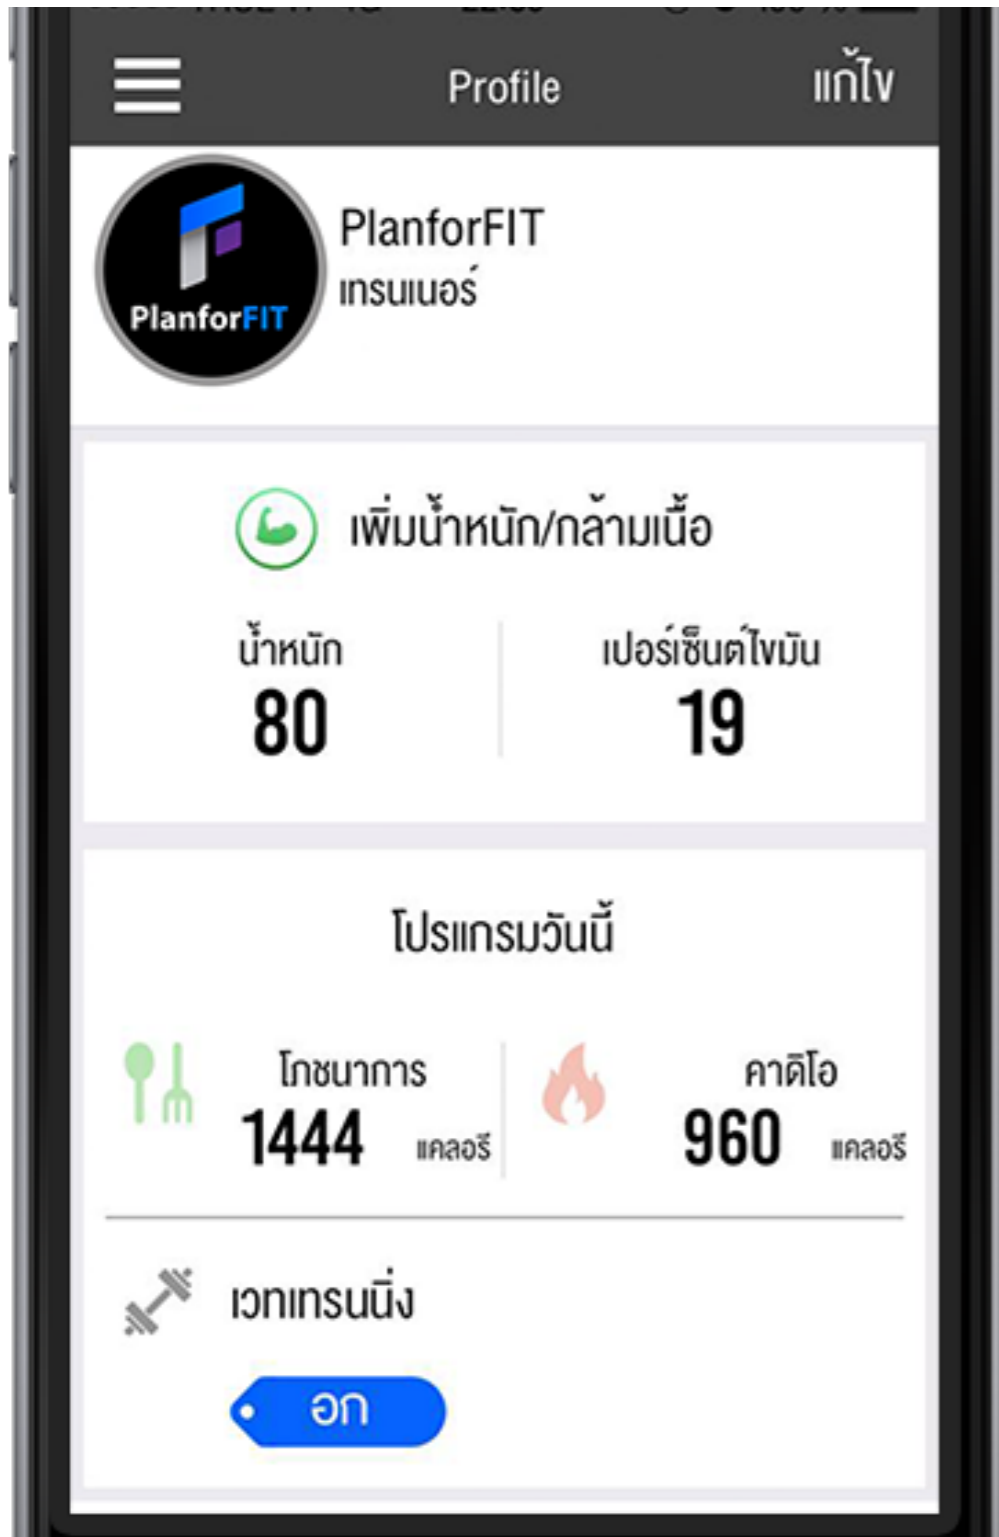 Profile
แก้ไข
PlanforFIT
PlanforFIT
เทรนเนอร์
เพิ่มน้ำหนัก/กล้ามเนื้อ
น้ำหนัก
เปอร์เซ็นต์ไขมัน
80
19
โปรแกรมวันนี้
โภชนาการ
คาดิโอ
1444 แคลอรี
960 แคลอรี
เวทเทรนนิ่ง
อก